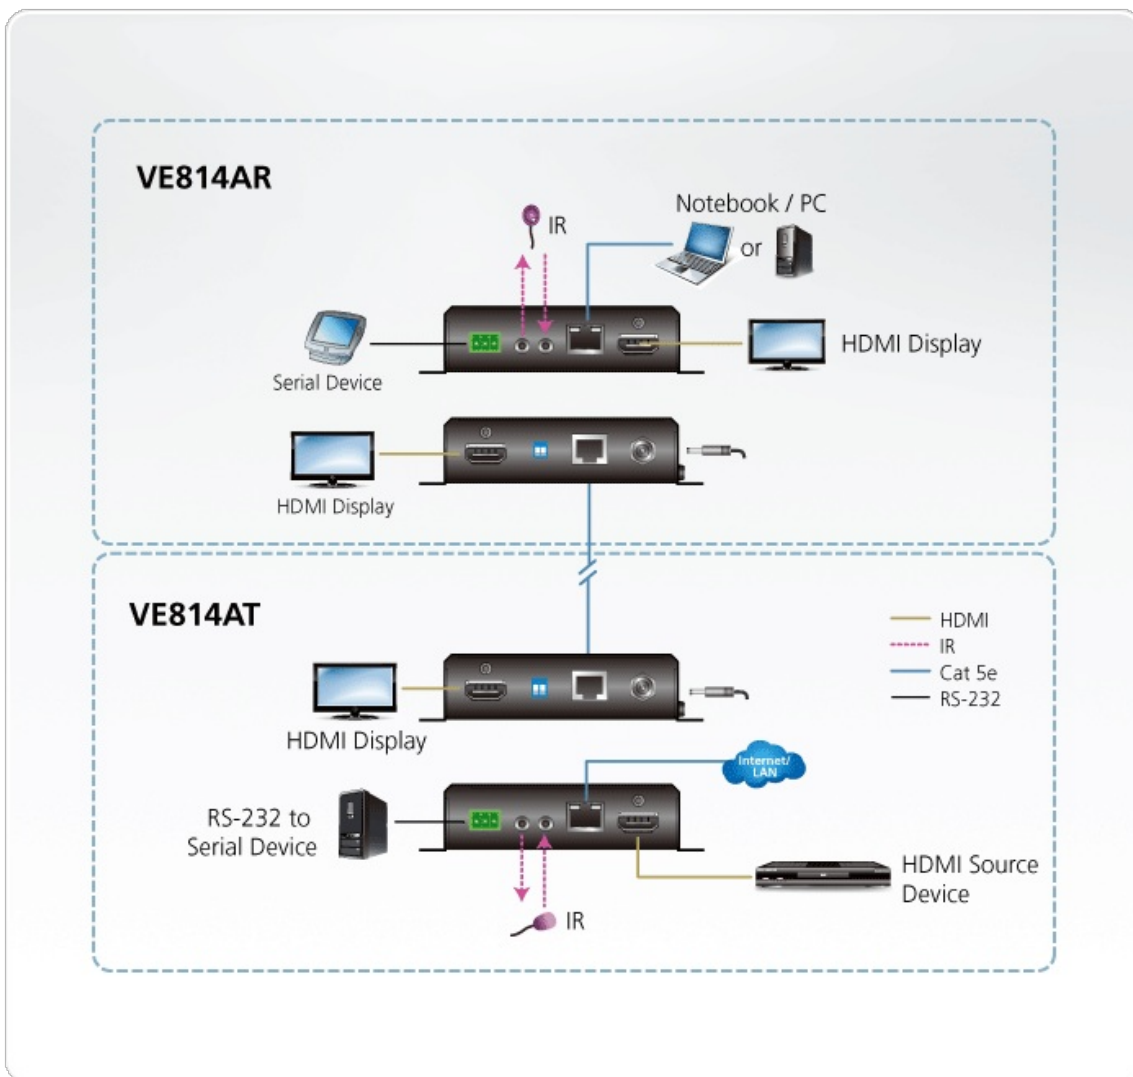 VE814AR
IR
Notebook / PC
or
Serial Device
HDMI Display
HDMI Display
VE814AT
HDMI
IR
Cat 5e
RS-232
HDMI Display
Internet/
LAN
RS-232 to
Serial Device
HDMI Source
Device
IR